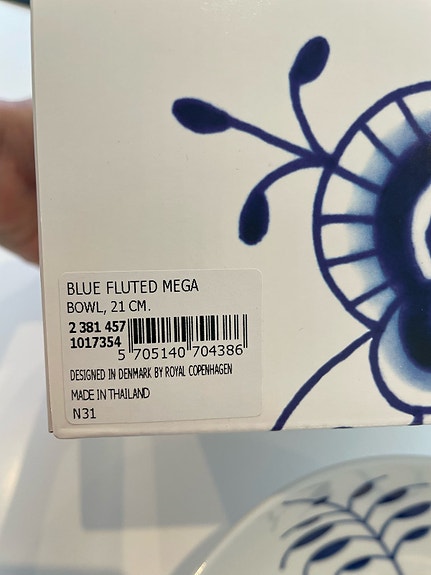 BLUE FLUTED MEGA
BOWL, 21 CM.
2 381 457
1017354
5 705140 704386
DESIGNED IN DENMARK BY ROYAL COPENHAGEN
MADE IN THAILAND
N31